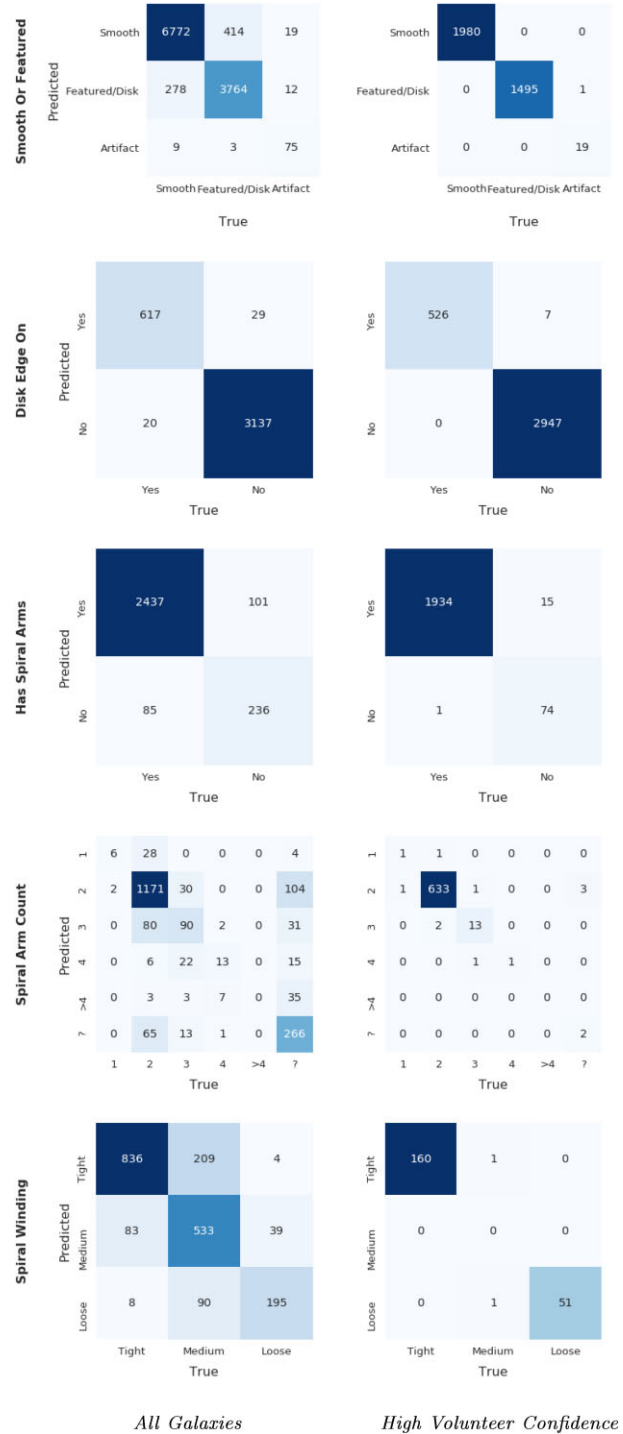 Smooth Or Featured
Predicted
Smooth 6772 414 19
Featured/Disk 278 3764 12
Artifact 9 3 75
Smooth Featured/Disk Artifact
True
Smooth 1980 0 0
Featured/Disk 0 1495 1
Artifact 0 0 19
Smooth Featured/Disk Artifact
True
Disk Edge On
Predicted
Yes 617 29
No 20 3137
Yes No
True
Predicted
Yes 526 7
No 0 2947
Yes No
True
Has Spiral Arms
Predicted
Yes 2437 101
No 85 236
Yes No
True
Predicted
Yes 1934 15
No 1 74
Yes No
True
Spiral Arm Count
Predicted
1 6 28 0 0 0 4
2 2 1171 30 0 0 104
3 0 80 90 2 0 31
4 0 6 22 13 0 15
>4 0 3 3 7 0 35
? 0 65 13 1 0 266
1 2 3 4 >4 ?
True
Predicted
1 1 1 0 0 0 0
2 1 633 1 0 0 3
3 0 2 13 0 0 0
4 0 0 1 1 0 0
>4 0 0 0 0 0 0
? 0 0 0 0 0 2
1 2 3 4 >4 ?
True
Spiral Winding
Predicted
Tight 836 209 4
Medium 83 533 39
Loose 8 90 195
Tight Medium Loose
True
Predicted
Tight 160 1 0
Medium 0 0 0
Loose 0 1 51
Tight Medium Loose
True
All Galaxies
High Volunteer Confidence